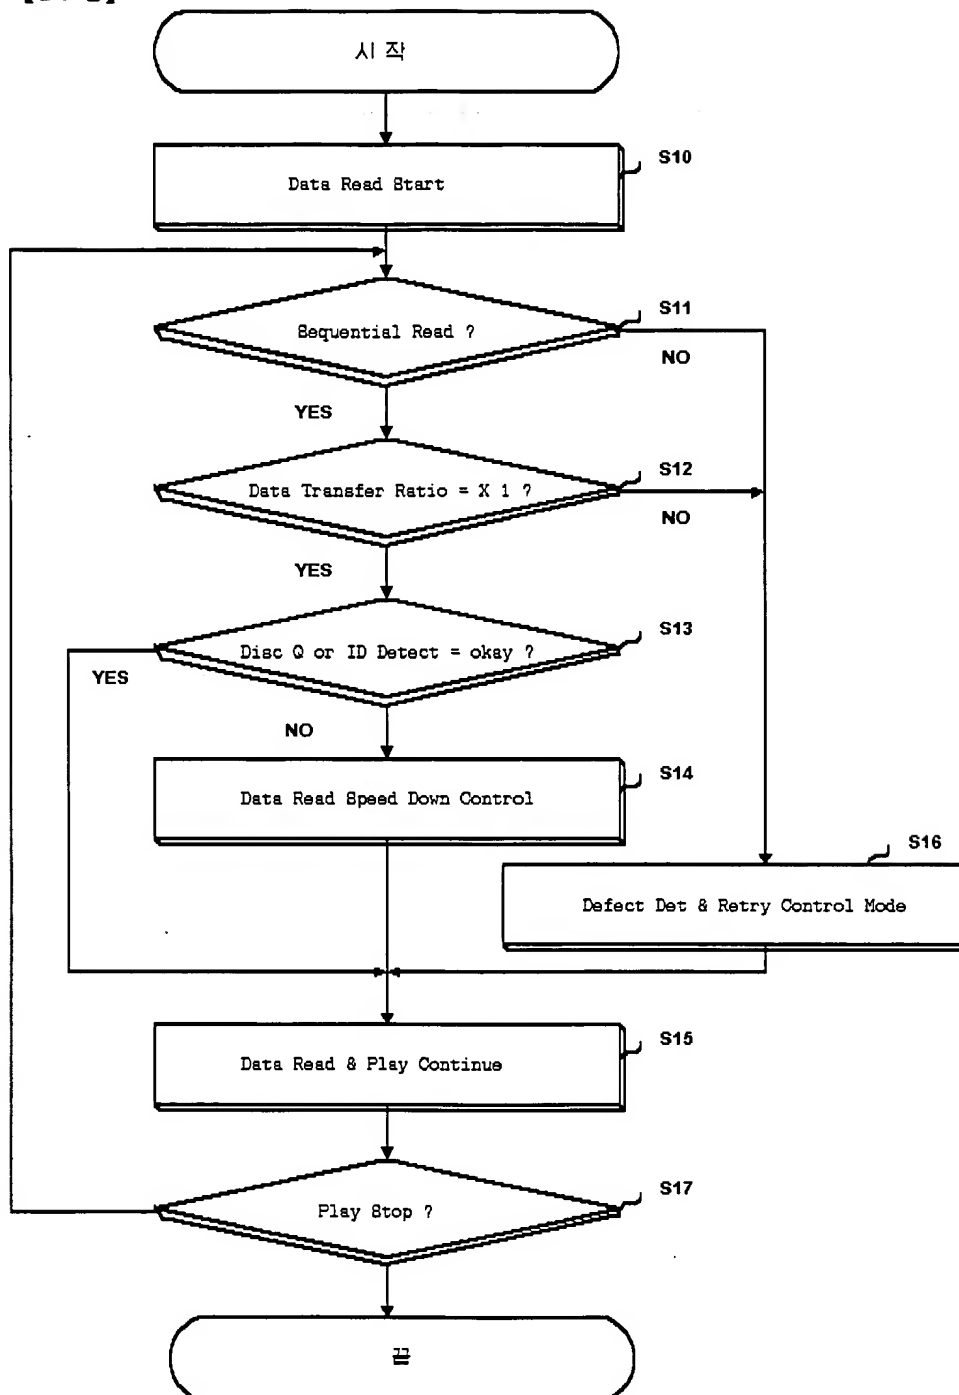 시 작
S10
Data Read Start
S11
Sequential Read ?
NO
YES
S12
Data Transfer Ratio = X 1 ?
NO
YES
S13
Disc Q or ID Detect = okay ?
YES
NO
S14
Data Read Speed Down Control
S16
Defect Det & Retry Control Mode
S15
Data Read & Play Continue
S17
Play Stop ?
끝